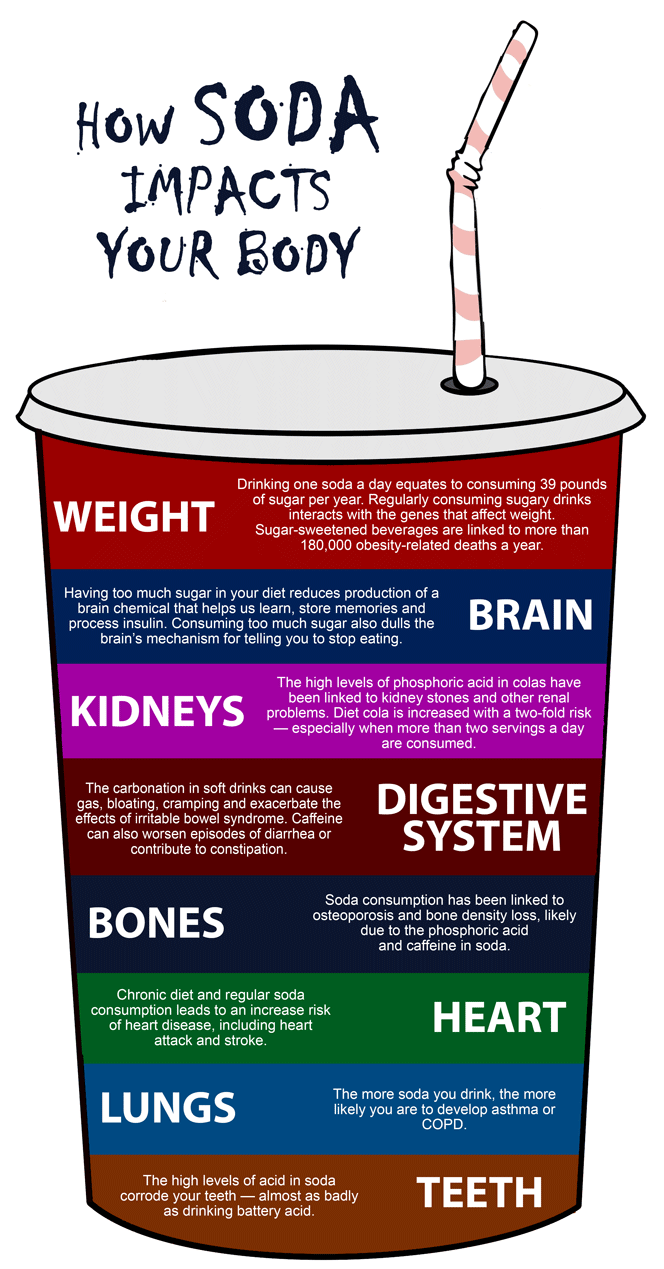 How SODA
IMPACTS
YOUR BODY
WEIGHT
Drinking one soda a day equates to consuming 39 pounds
of sugar per year. Regularly consuming sugary drinks
interacts with the genes that affect weight.
Sugar-sweetened beverages are linked to more than
180,000 obesity-related deaths a year.
Having too much sugar in your diet reduces production of a
brain chemical that helps us learn, store memories and
process insulin. Consuming too much sugar also dulls the
brain's mechanism for telling you to stop eating.
BRAIN
KIDNEYS
The high levels of phosphoric acid in colas have
been linked to kidney stones and other renal
problems. Diet cola is increased with a two-fold risk
— especially when more than two servings a day
are consumed.
The carbonation in soft drinks can cause
gas, bloating, cramping and exacerbate the
effects of irritable bowel syndrome. Caffeine
can also worsen episodes of diarrhea or
contribute to constipation.
DIGESTIVE
SYSTEM
BONES
Soda consumption has been linked to
osteoporosis and bone density loss, likely
due to the phosphoric acid
and caffeine in soda.
Chronic diet and regular soda
consumption leads to an increase risk
of heart disease, including heart
attack and stroke.
HEART
LUNGS
The more soda you drink, the more
likely you are to develop asthma or
COPD.
The high levels of acid in soda
corrode your teeth — almost as badly
as drinking battery acid.
TEETH